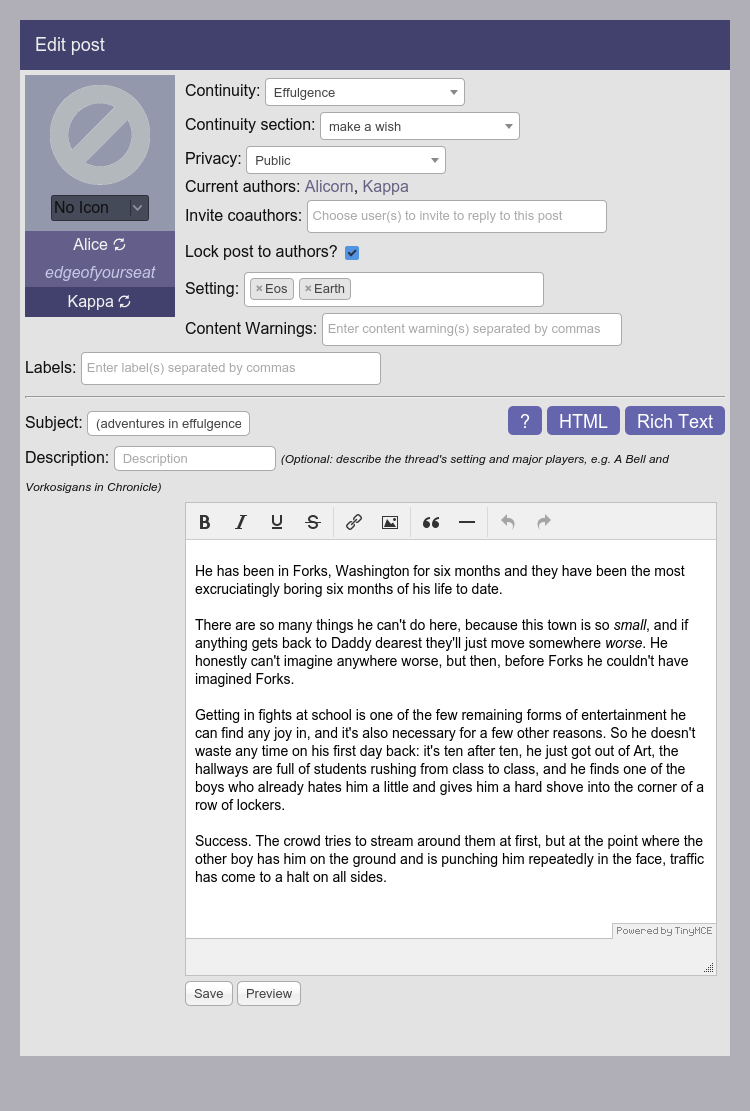 Edit post
No Icon
Alice
edgeofyourseat
Kappa
Continuity: Effulgence
Continuity section: make a wish
Privacy: Public
Current authors: Alicorn, Kappa
Invite coauthors: Choose user(s) to invite to reply to this post
Lock post to authors?
Setting: ×Eos ×Earth
Content Warnings: Enter content warning(s) separated by commas
Labels: Enter label(s) separated by commas
Subject: (adventures in effulgence
? HTML Rich Text
Description: Description (Optional: describe the thread's setting and major players, e.g. A Bell and
Vorkosigans in Chronicle)
B I U S
He has been in Forks, Washington for six months and they have been the most
excruciatingly boring six months of his life to date.
There are so many things he can't do here, because this town is so small, and if
anything gets back to Daddy dearest they'll just move somewhere worse. He
honestly can't imagine anywhere worse, but then, before Forks he couldn't have
imagined Forks.
Getting in fights at school is one of the few remaining forms of entertainment he
can find any joy in, and it's also necessary for a few other reasons. So he doesn't
waste any time on his first day back: it's ten after ten, he just got out of Art, the
hallways are full of students rushing from class to class, and he finds one of the
boys who already hates him a little and gives him a hard shove into the corner of a
row of lockers.
Success. The crowd tries to stream around them at first, but at the point where the
other boy has him on the ground and is punching him repeatedly in the face, traffic
has come to a halt on all sides.
Powered by TinyMCE
Save Preview